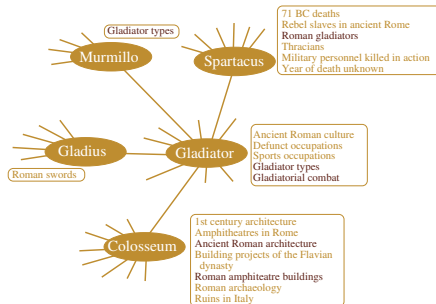 Gladiator types
Murmillo
Spartacus
71 BC deaths
Rebel slaves in ancient Rome
Roman gladiators
Thracians
Military personnel killed in action
Year of death unknown
Gladius
Roman swords
Gladiator
Ancient Roman culture
Defunct occupations
Sports occupations
Gladiator types
Gladiatorial combat
Colosseum
1st century architecture
Amphitheatres in Rome
Ancient Roman architecture
Building projects of the Flavian
dynasty
Roman amphiteatre buildings
Roman archaeology
Ruins in Italy